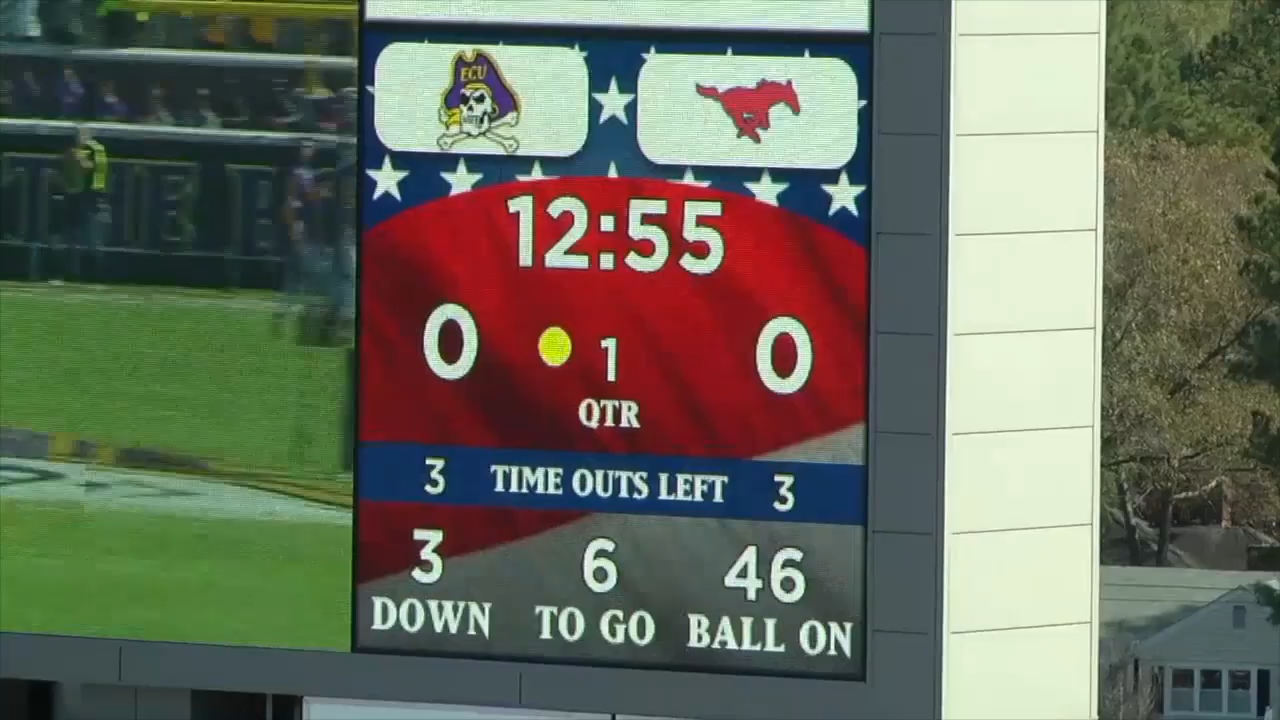 ECU
12:55
0 1 0
QTR
3 TIME OUTS LEFT 3
3 6 46
DOWN TO GO BALL ON